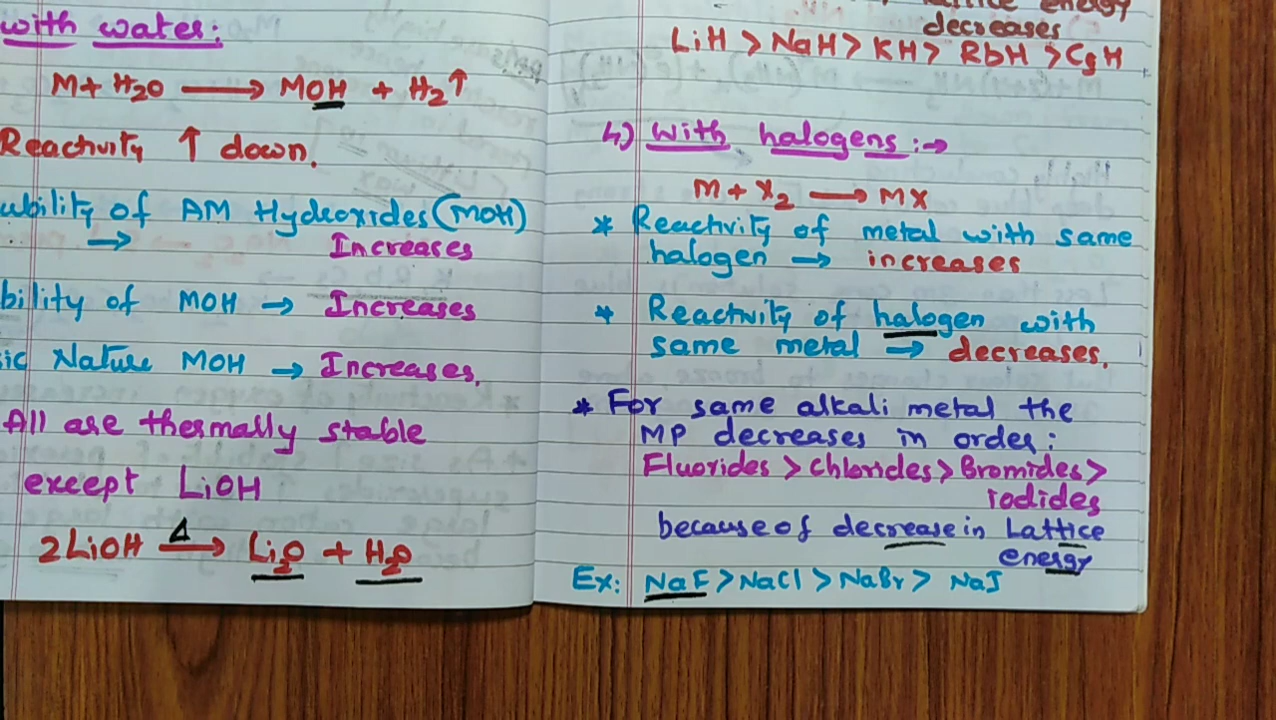 with water:
M+ H2O ⟶ MOH + H2↑
Reactivity ↑ down.
ubility of AM Hydroxides(MOH)
→ Increases
bility of MOH → Increases
ic Nature MOH → Increases.
All are thermally stable
except LiOH
2LiOH ⟶ Li2O + H2O
Δ
energy
decreases
LiH > NaH > KH > RbH > CsH
4) With halogens :→
M + X2 ⟶ MX
* Reactivity of metal with same
halogen → increases
* Reactivity of halogen with
same metal → decreases.
* For same alkali metal the
MP decreases in order:
Fluorides > Chlorides > Bromides >
iodides
because of decrease in Lattice
energy
Ex: NaF > NaCl > NaBr > NaI